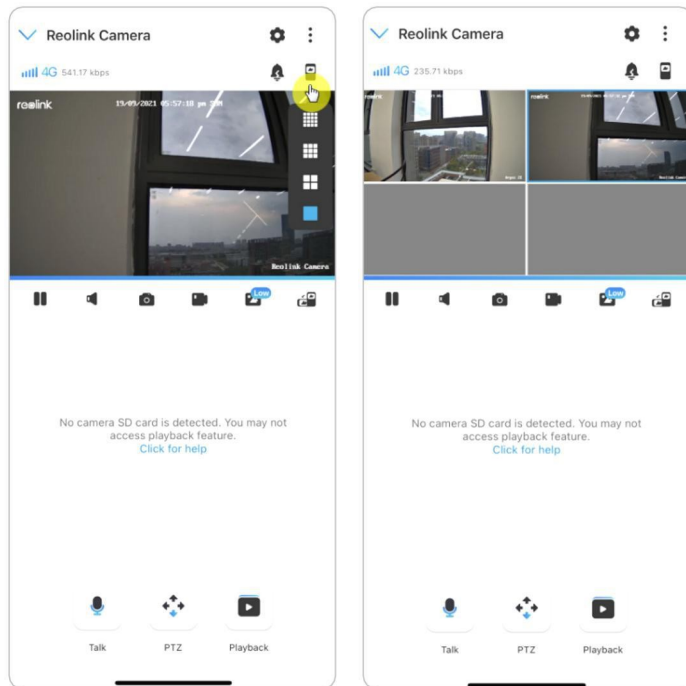 Reolink Camera
4G 541.17 kbps
reolink
19/09/2021 05:57:18 pm SUN
Reolink Camera
Low
No camera SD card is detected. You may not
access playback feature.
Click for help
Talk PTZ Playback
Reolink Camera
4G 235.71 kbps
reolink
reolink
Reolink Camera
Low
No camera SD card is detected. You may not
access playback feature.
Click for help
Talk PTZ Playback